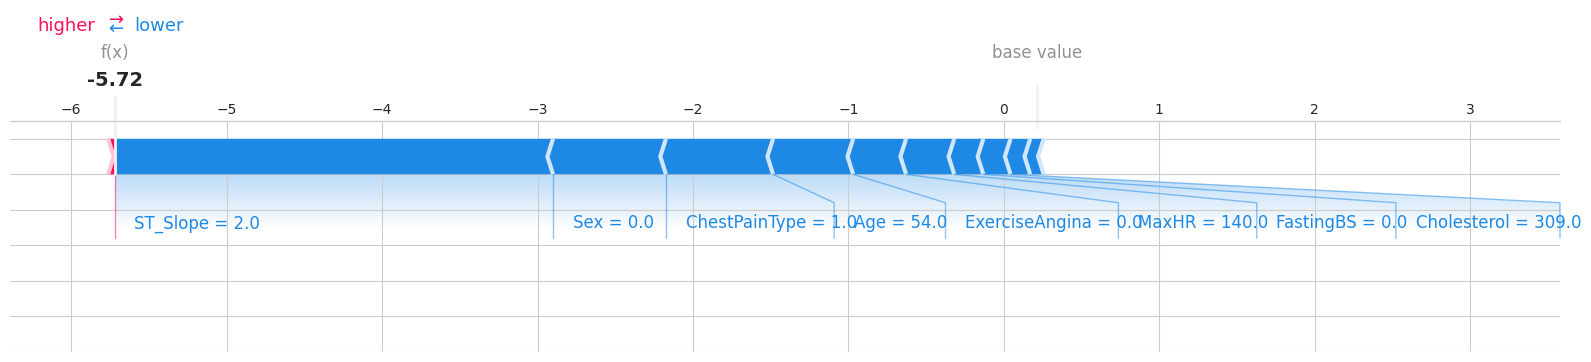 higher ⇄ lower
f(x) base value
-5.72
−6 −5 −4 −3 −2 −1 0 1 2 3
ST_Slope = 2.0 Sex = 0.0 ChestPainType = 1.0 Age = 54.0 ExerciseAngina = 0.0 MaxHR = 140.0 FastingBS = 0.0 Cholesterol = 309.0